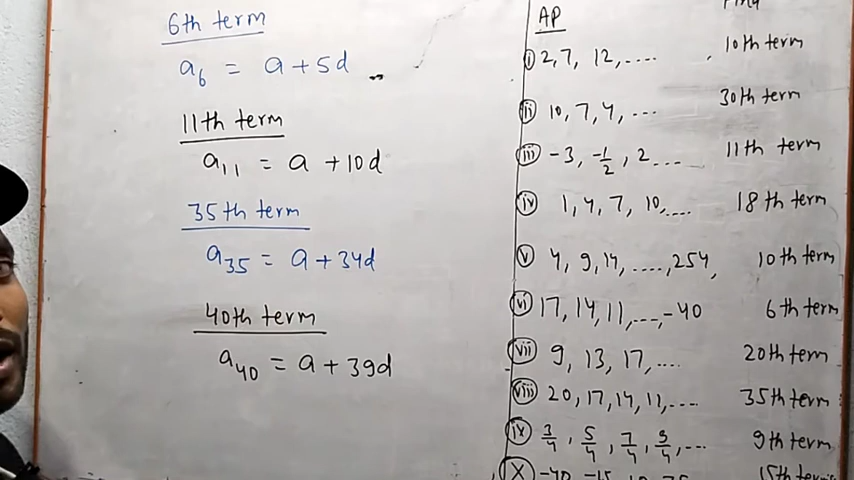 6th term
a6 = a + 5d
11th term
a11 = a + 10d
35th term
a35 = a + 34d
40th term
a40 = a + 39d
AP Find
(i) 2, 7, 12, .... , 10th term
(ii) 10, 7, 4, ... 30th term
(iii) -3, -1/2, 2 ... 11th term
(iv) 1, 4, 7, 10, .... 18th term
(v) 4, 9, 14, ...., 254, 10th term
(vi) 17, 14, 11, ...., -40 6th term
(vii) 9, 13, 17, .... 20th term
(viii) 20, 17, 14, 11, .... 35th term
(ix) 3/4, 5/4, 7/4, 9/4, ... 9th term
(X) -40, -15, 10, 35 15th term